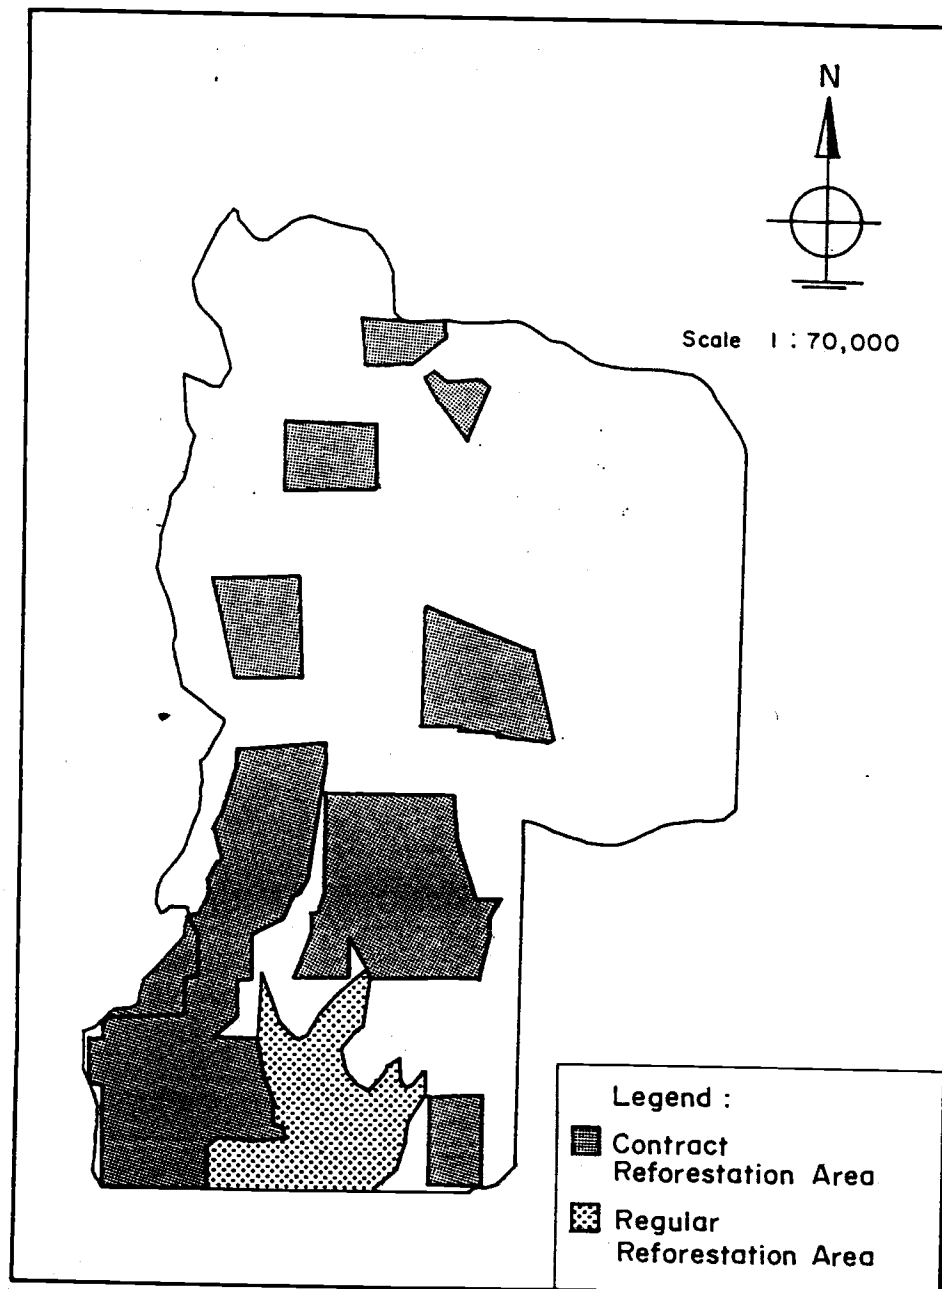 N
Scale 1 : 70,000
Legend :
Contract
Reforestation Area
Regular
Reforestation Area